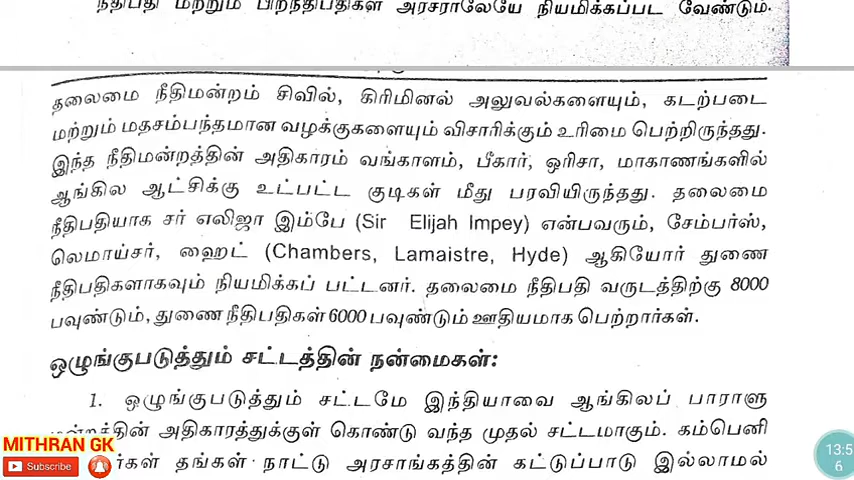 நீதிபதி மற்றும் பிறநீதிபதிகள் அரசராலேயே நியமிக்கப்பட வேண்டும்.
தலைமை நீதிமன்றம் சிவில், கிரிமினல் அலுவல்களையும், கடற்படை
மற்றும் மதசம்பந்தமான வழக்குகளையும் விசாரிக்கும் உரிமை பெற்றிருந்தது.
இந்த நீதிமன்றத்தின் அதிகாரம் வங்காளம், பீகார், ஒரிசா, மாகாணங்களில்
ஆங்கில ஆட்சிக்கு உட்பட்ட குடிகள் மீது பரவியிருந்தது. தலைமை
நீதிபதியாக சர் எலிஜா இம்பே (Sir Elijah Impey) என்பவரும், சேம்பர்ஸ்,
லெமாய்சர், ஹைட் (Chambers, Lamaistre, Hyde) ஆகியோர் துணை
நீதிபதிகளாகவும் நியமிக்கப் பட்டனர். தலைமை நீதிபதி வருடத்திற்கு 8000
பவுண்டும், துணை நீதிபதிகள் 6000 பவுண்டும் ஊதியமாக பெற்றார்கள்.
ஒழுங்குபடுத்தும் சட்டத்தின் நன்மைகள்:
1. ஒழுங்குபடுத்தும் சட்டமே இந்தியாவை ஆங்கிலப் பாராளு
மன்றத்தின் அதிகாரத்துக்குள் கொண்டு வந்த முதல் சட்டமாகும். கம்பெனி
தங்கள் நாட்டு அரசாங்கத்தின் கட்டுப்பாடு இல்லாமல்
MITHRAN GK
Subscribe
13:5
6